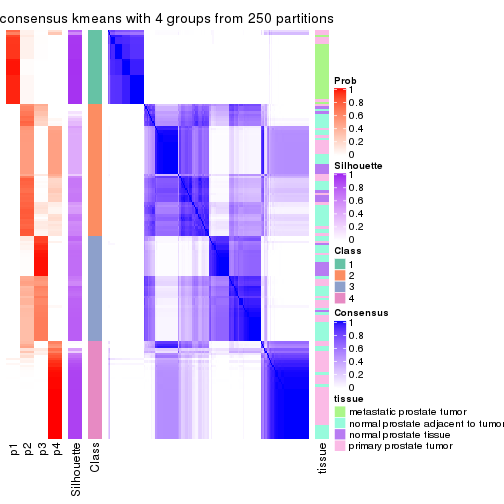 consensus kmeans with 4 groups from 250 partitions
Prob
1
0.8
0.6
0.4
0.2
0
Silhouette
1
0.8
0.6
0.4
0.2
0
Class
1
2
3
4
Consensus
1
0.8
0.6
0.4
0.2
0
tissue
metastatic prostate tumor
normal prostate adjacent to tumor
normal prostate tissue
primary prostate tumor
p1
p2
p3
p4
Silhouette
Class
tissue